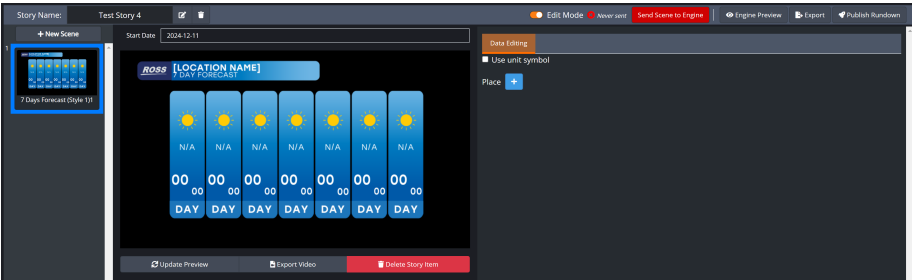 Story Name: Test Story 4 Edit Mode Never sent Send Scene to Engine Engine Preview Export Publish Rundown
+ New Scene
1
7 Days Forecast (Style 1)1
Start Date 2024-12-11
ROSS [LOCATION NAME]
7 DAY FORECAST
N/A N/A N/A N/A N/A N/A N/A
00 00 00 00 00 00 00
00 00 00 00 00 00 00
DAY DAY DAY DAY DAY DAY DAY
Update Preview Export Video Delete Story Item
Data Editing
Use unit symbol
Place +